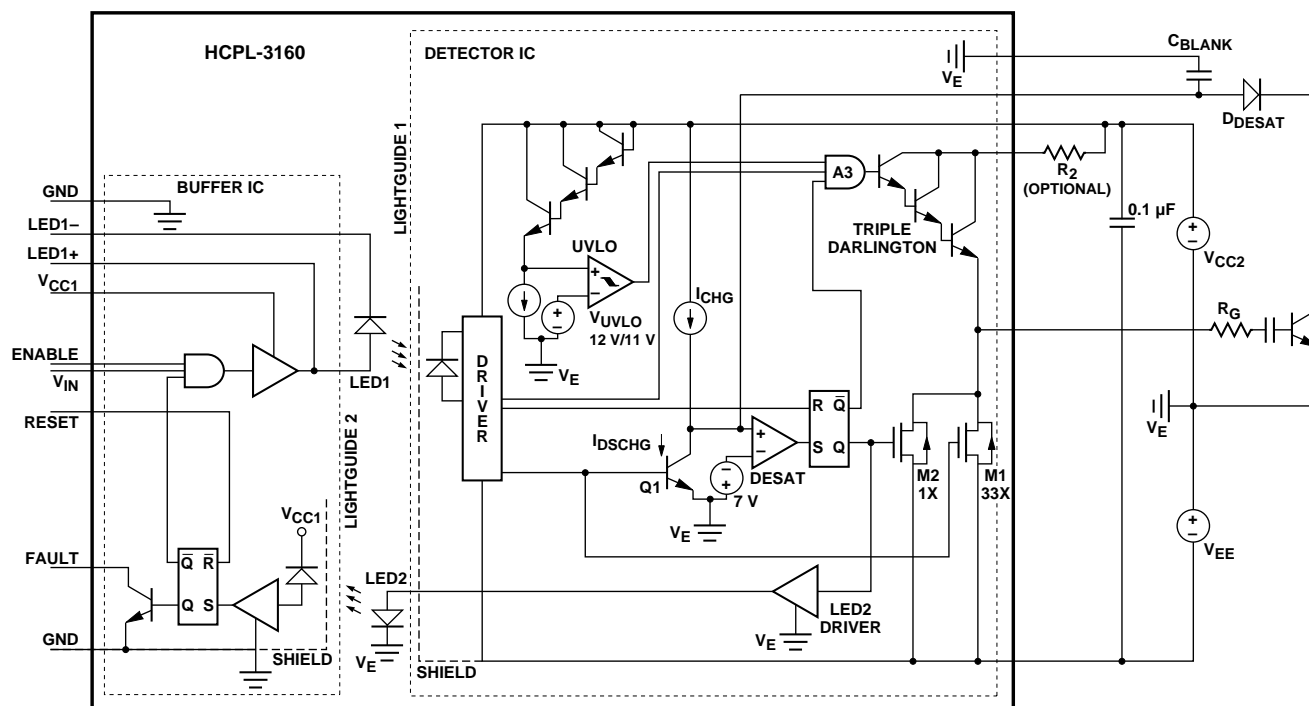 HCPL-3160
DETECTOR IC
C_BLANK
V_E
D_DESAT
LIGHTGUIDE 1
BUFFER IC
GND
LED1–
LED1+
V_CC1
ENABLE
V_IN
RESET
LED1
UVLO
V_UVLO
12 V/11 V
V_E
I_CHG
A3
TRIPLE
DARLINGTON
R_2
(OPTIONAL)
0.1 µF
V_CC2
R_G
V_E
V_EE
DRIVER
I_DSCHG
Q1
V_E
7 V
DESAT
R
Q̅
S
Q
M2
1X
M1
33X
LIGHTGUIDE 2
V_CC1
FAULT
Q̅
R̅
Q
S
GND
SHIELD
LED2
V_E
LED2
DRIVER
V_E
SHIELD